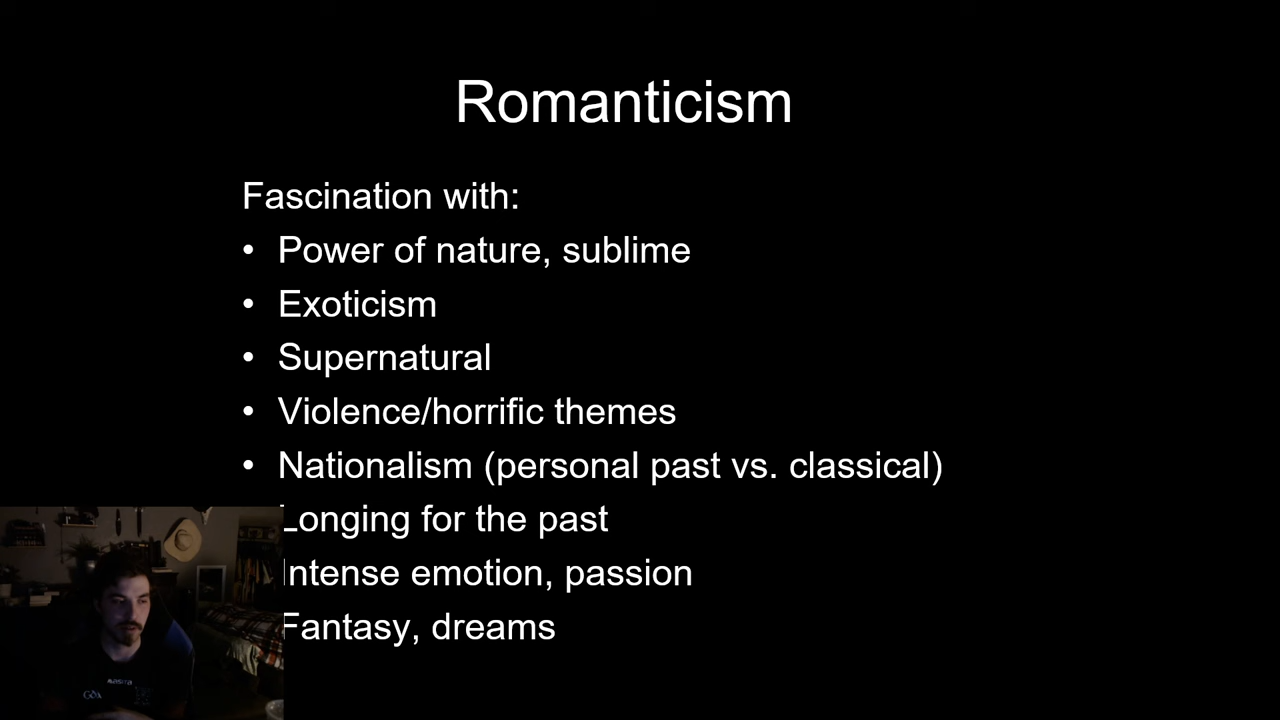 Romanticism
Fascination with:
• Power of nature, sublime
• Exoticism
• Supernatural
• Violence/horrific themes
• Nationalism (personal past vs. classical)
Longing for the past
Intense emotion, passion
Fantasy, dreams